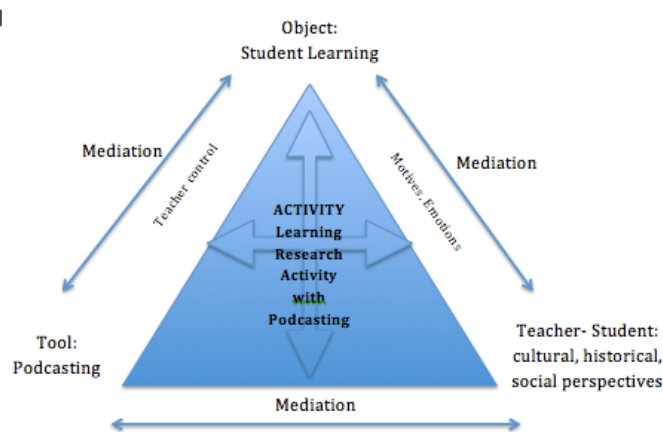 Object:
Student Learning
Mediation
Teacher control
Motives, Emotions
Mediation
ACTIVITY
Learning
Research
Activity
with
Podcasting
Tool:
Podcasting
Teacher- Student:
cultural, historical,
social perspectives
Mediation